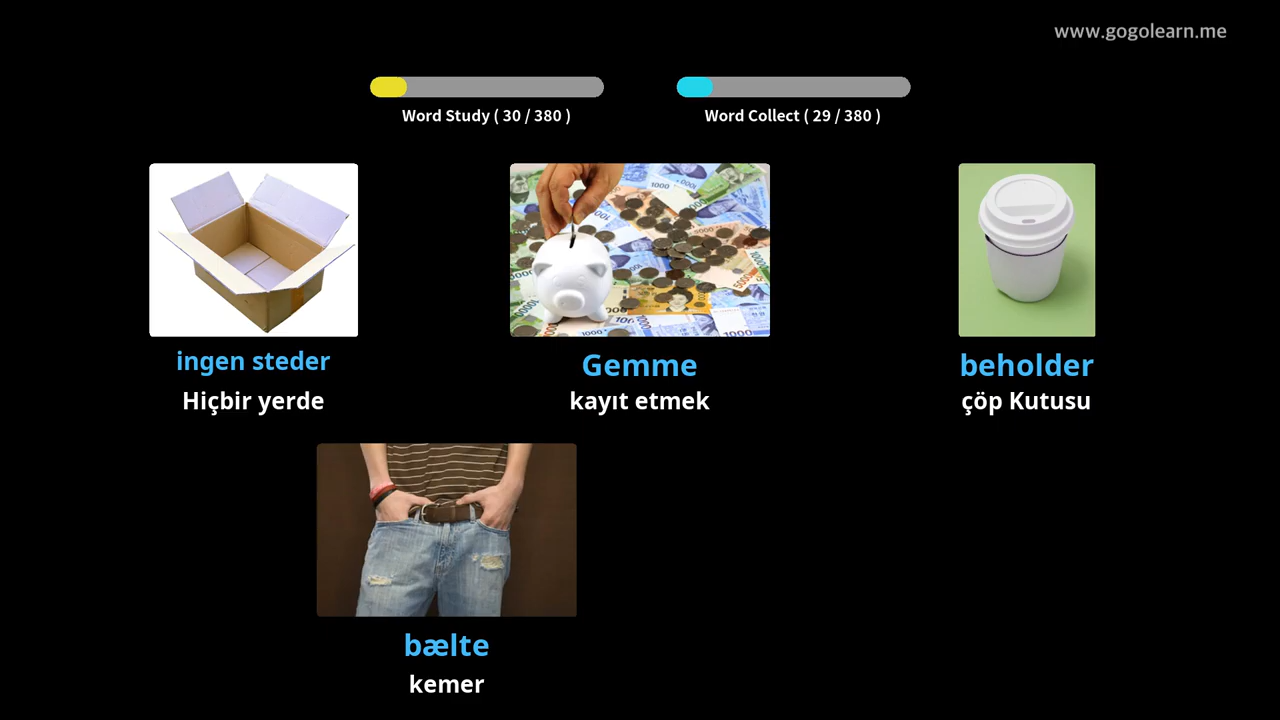 www.gogolearn.me
Word Study ( 30 / 380 )
Word Collect ( 29 / 380 )
ingen steder
Hiçbir yerde
Gemme
kayıt etmek
beholder
çöp Kutusu
bælte
kemer